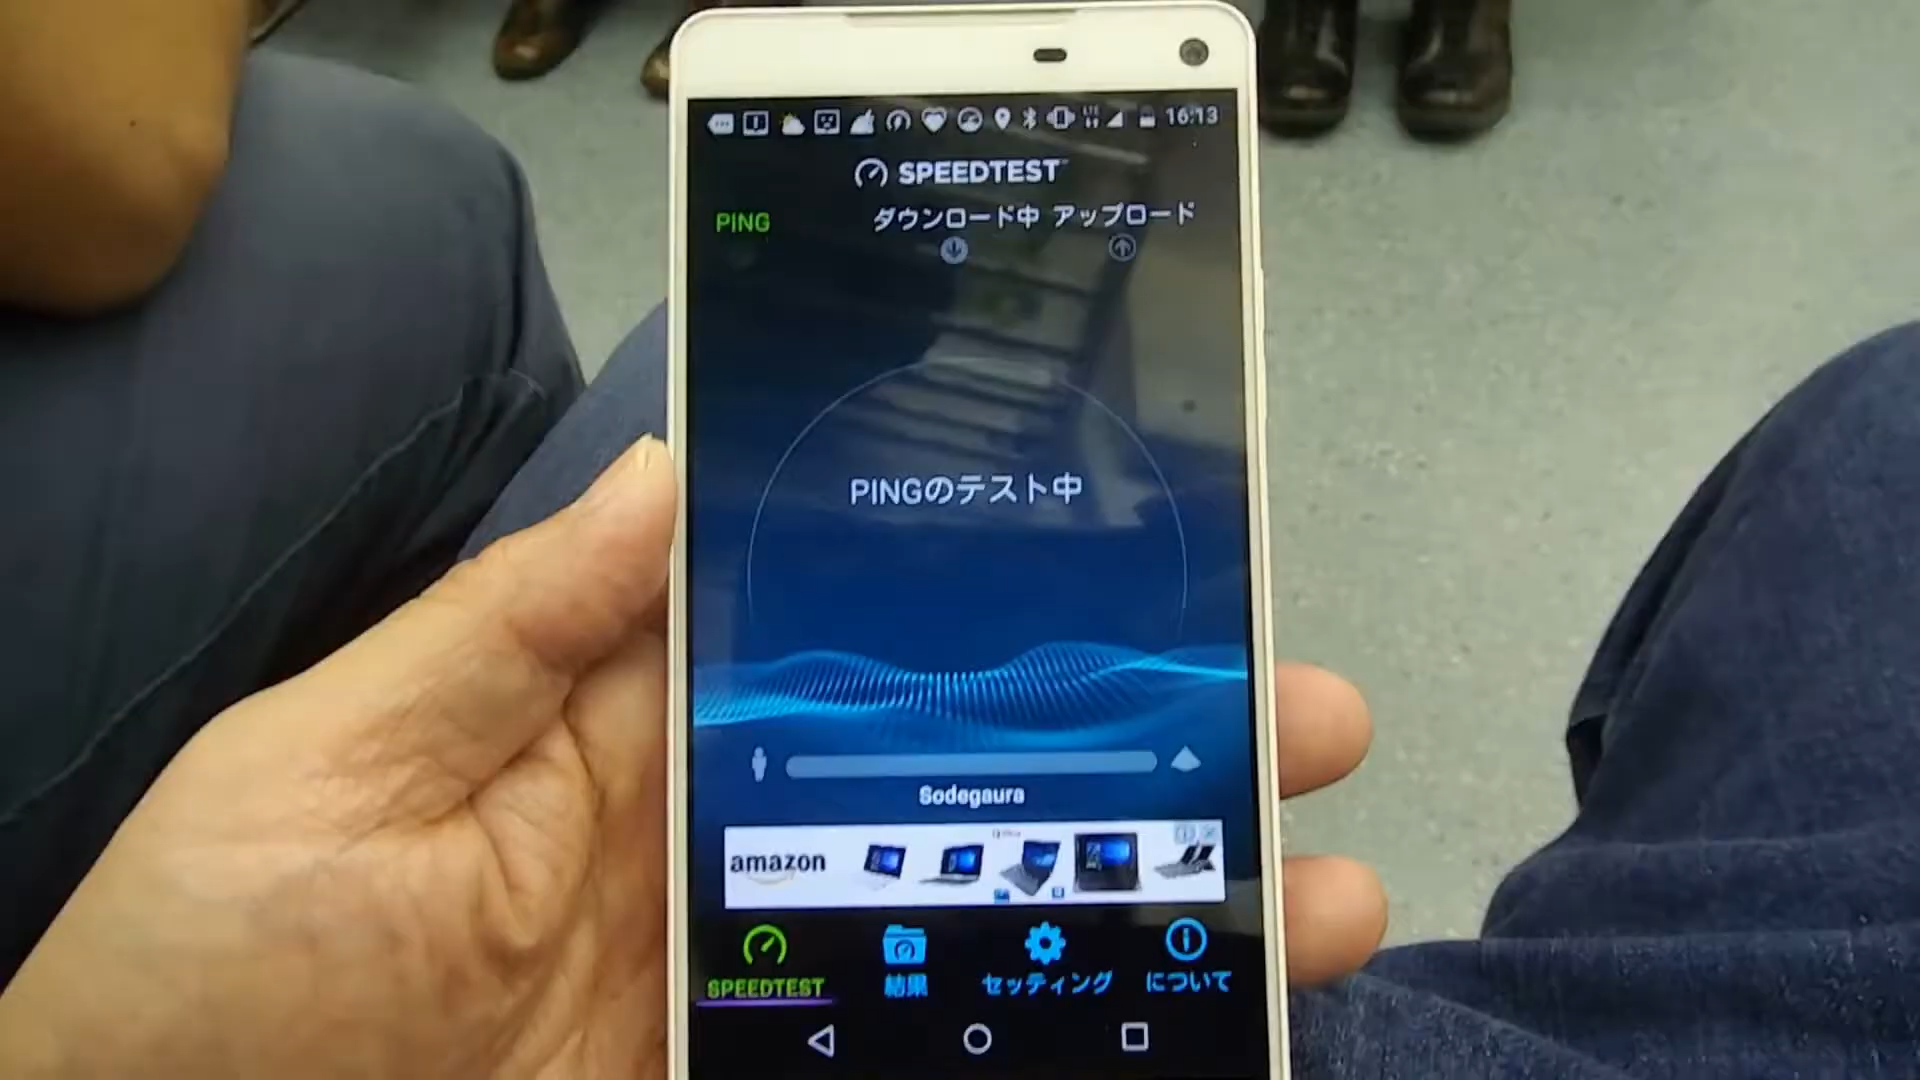 16:13
SPEEDTEST
PING
ダウンロード中 アップロード
PINGのテスト中
Sodegaura
amazon
SPEEDTEST
結果
セッティング
について